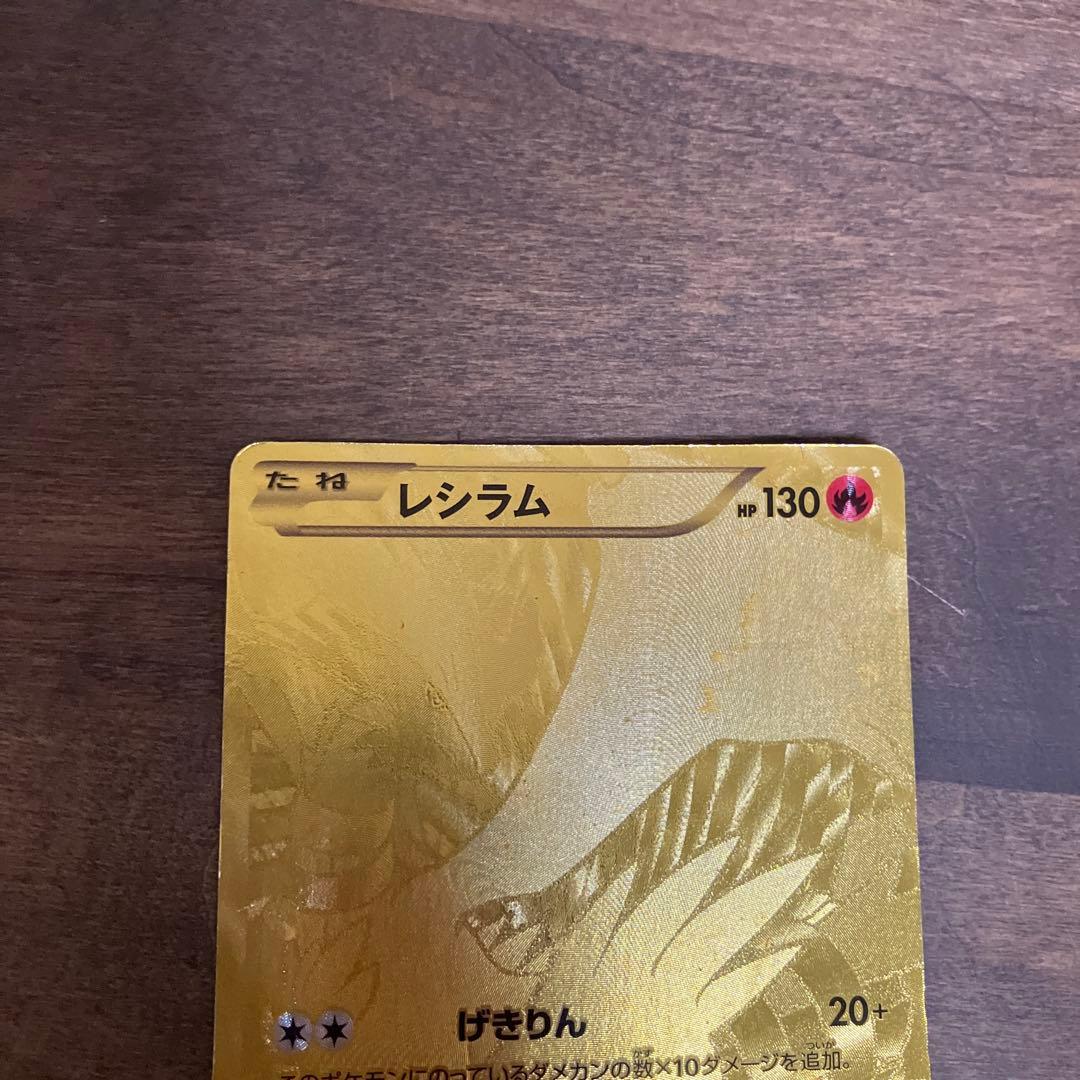 たね レシラム HP 130
げきりん 20+
このポケモンにのっているダメカンの数×10ダメージを追加。